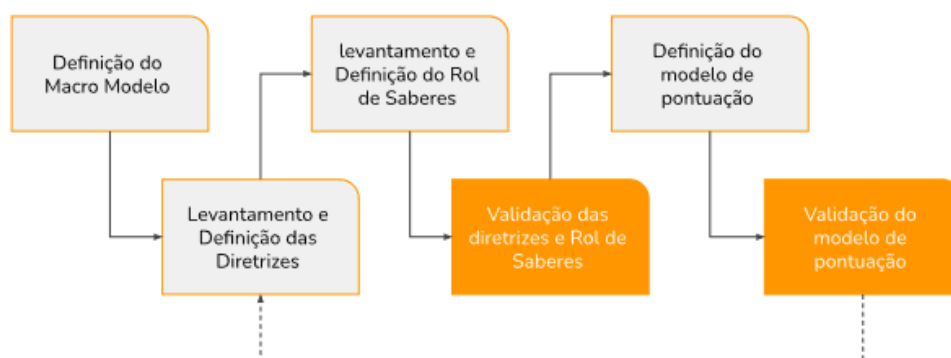 Definição do
Macro Modelo
Levantamento e
Definição das
Diretrizes
levantamento e
Definição do Rol
de Saberes
Validação das
diretrizes e Rol de
Saberes
Definição do
modelo de
pontuação
Validação do
modelo de
pontuação